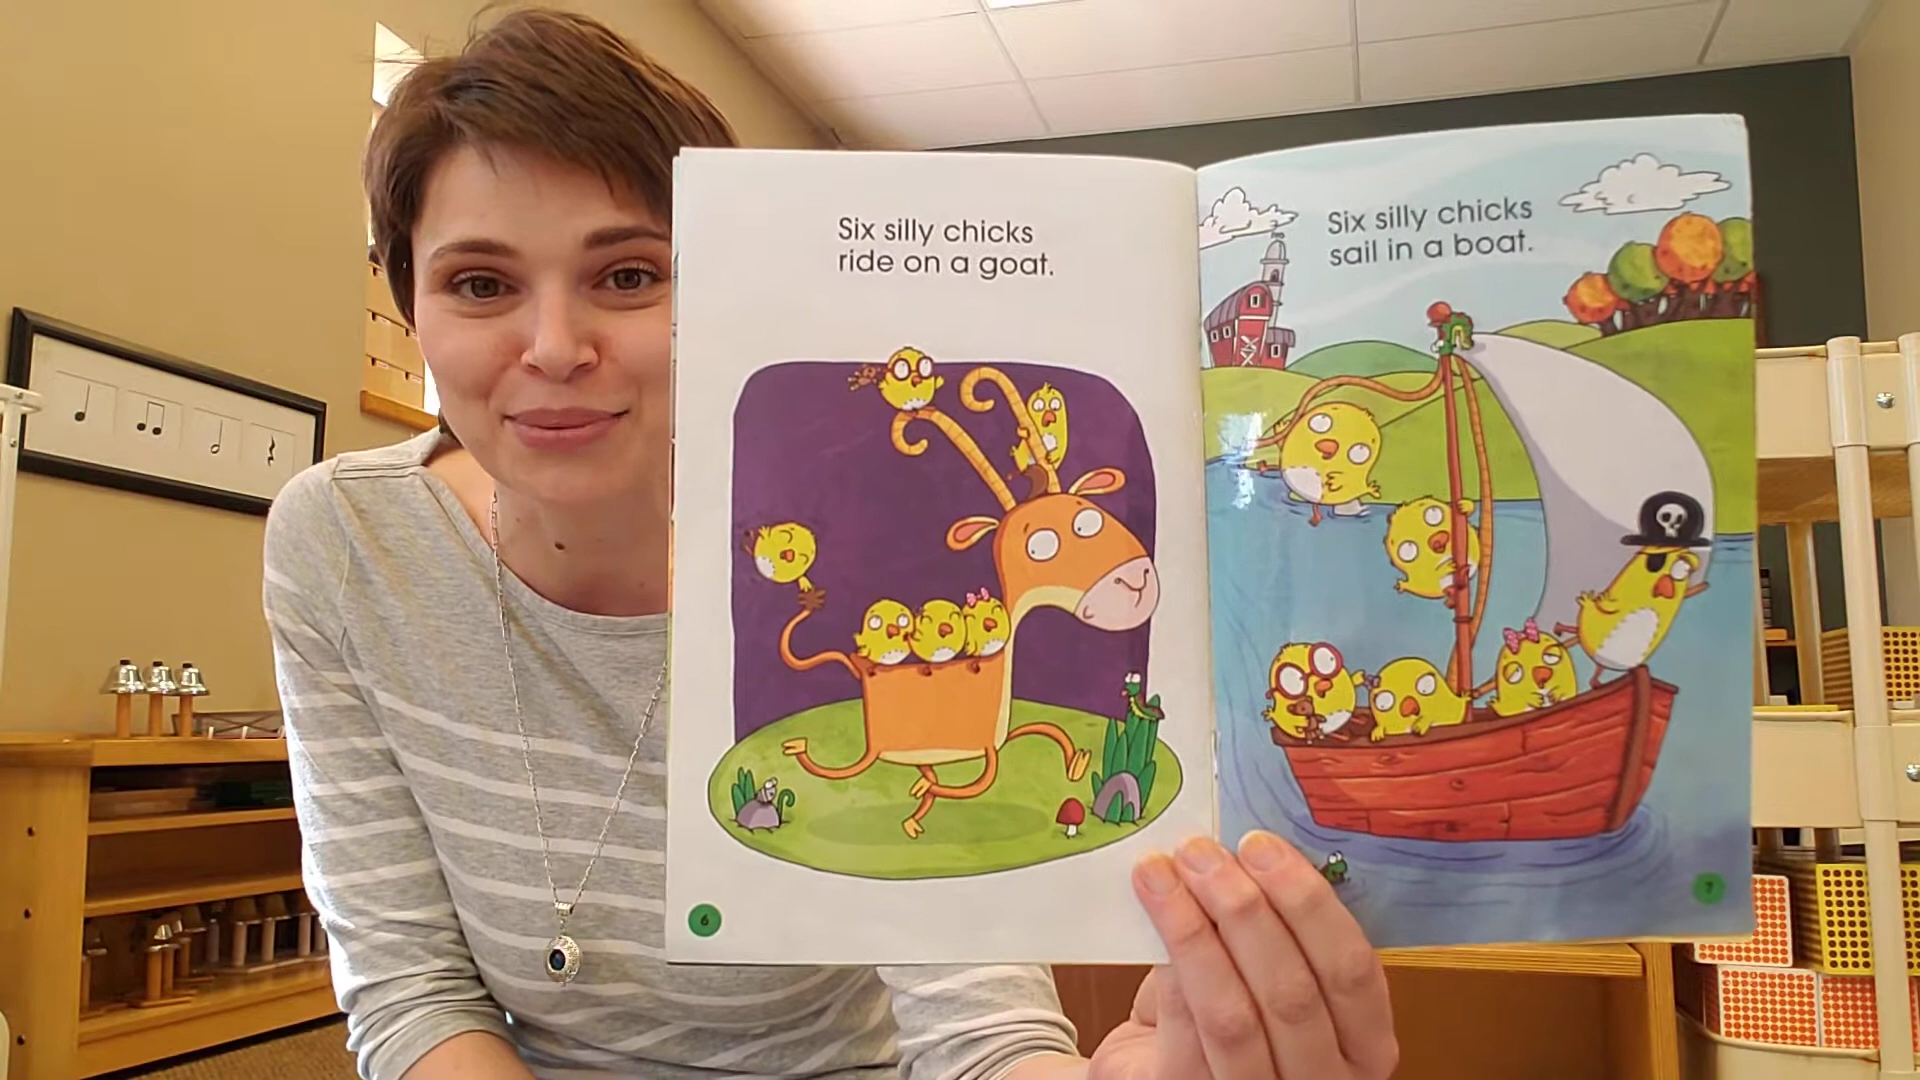 Six silly chicks
ride on a goat.
6
Six silly chicks
sail in a boat.
7